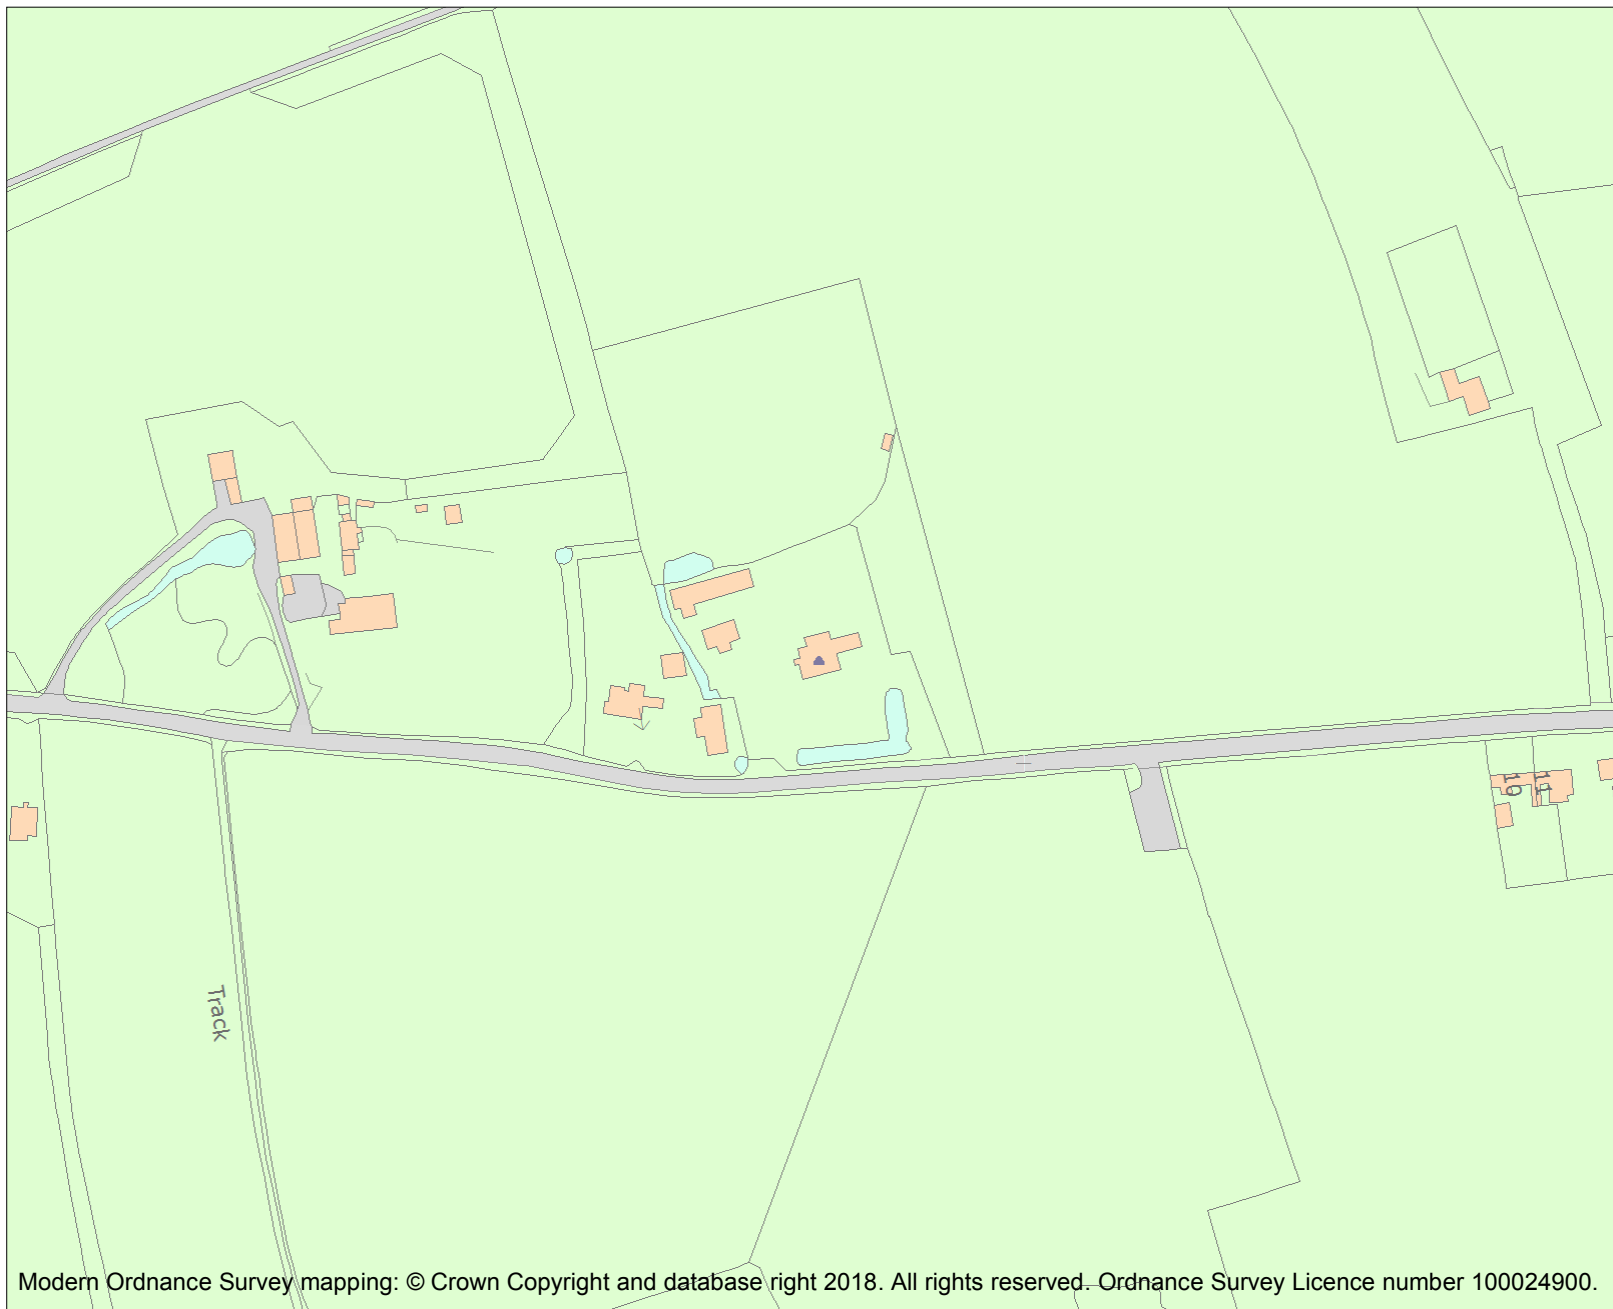 10
11
Track
Modern Ordnance Survey mapping: © Crown Copyright and database right 2018. All rights reserved. Ordnance Survey Licence number 100024900.